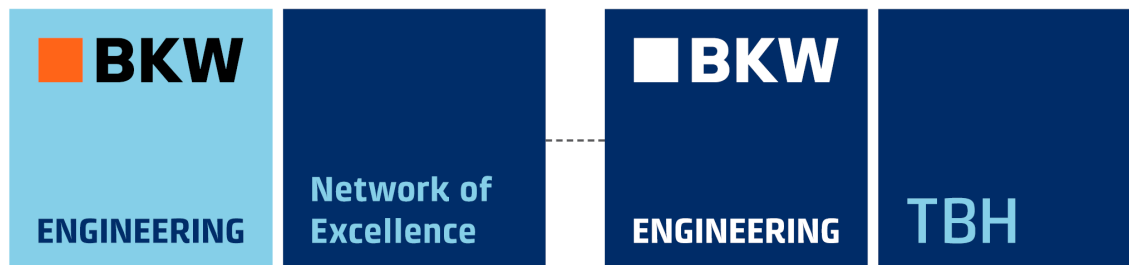 BKW
ENGINEERING
Network of
Excellence
BKW
ENGINEERING
TBH